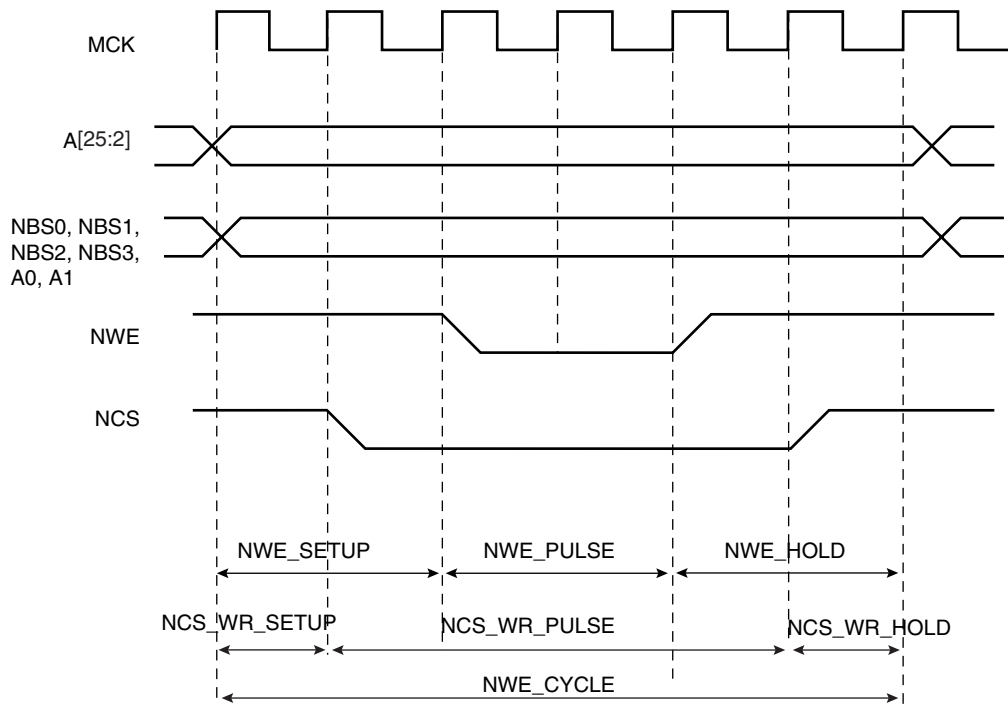 MCK
A[25:2]
NBS0, NBS1,
NBS2, NBS3,
A0, A1
NWE
NCS
NWE_SETUP
NWE_PULSE
NWE_HOLD
NCS_WR_SETUP
NCS_WR_PULSE
NCS_WR_HOLD
NWE_CYCLE